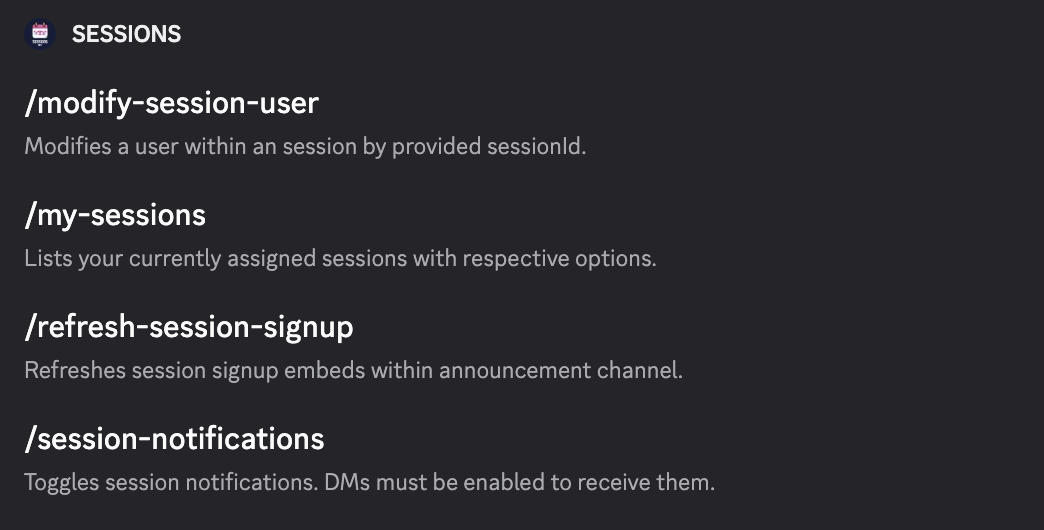 SESSIONS
/modify-session-user
Modifies a user within an session by provided sessionId.
/my-sessions
Lists your currently assigned sessions with respective options.
/refresh-session-signup
Refreshes session signup embeds within announcement channel.
/session-notifications
Toggles session notifications. DMs must be enabled to receive them.